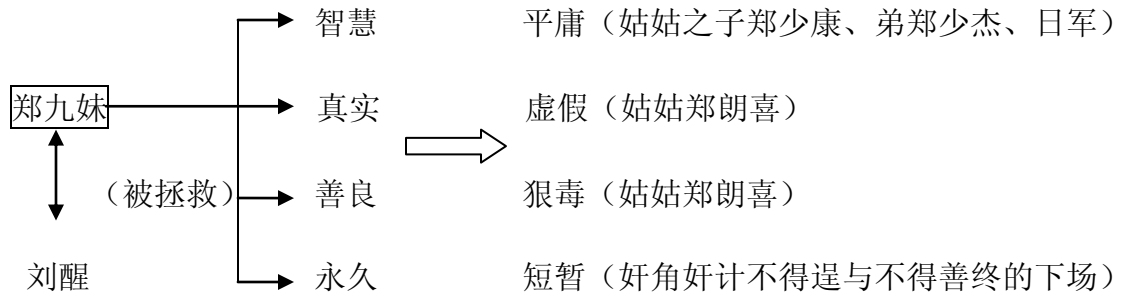 智慧 平庸（姑姑之子郑少康、弟郑少杰、日军）
郑九妹 真实 虚假（姑姑郑朗喜）
（被拯救） 善良 狠毒（姑姑郑朗喜）
刘醒 永久 短暂（奸角奸计不得逞与不得善终的下场）